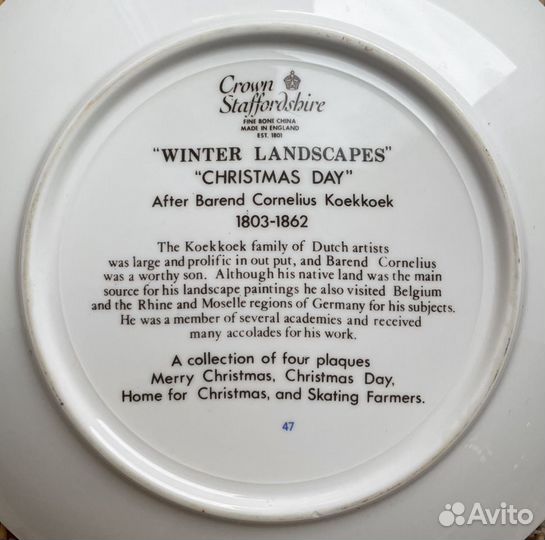 Crown
Staffordshire
FINE BONE CHINA
MADE IN ENGLAND
EST. 1801
"WINTER LANDSCAPES"
"CHRISTMAS DAY"
After Barend Cornelius Koekkoek
1803-1862
The Koekkoek family of Dutch artists
was large and prolific in out put, and Barend Cornelius
was a worthy son. Although his native land was the main
source for his landscape paintings he also visited Belgium
and the Rhine and Moselle regions of Germany for his subjects.
He was a member of several academies and received
many accolades for his work.
A collection of four plaques
Merry Christmas, Christmas Day,
Home for Christmas, and Skating Farmers.
47
Avito